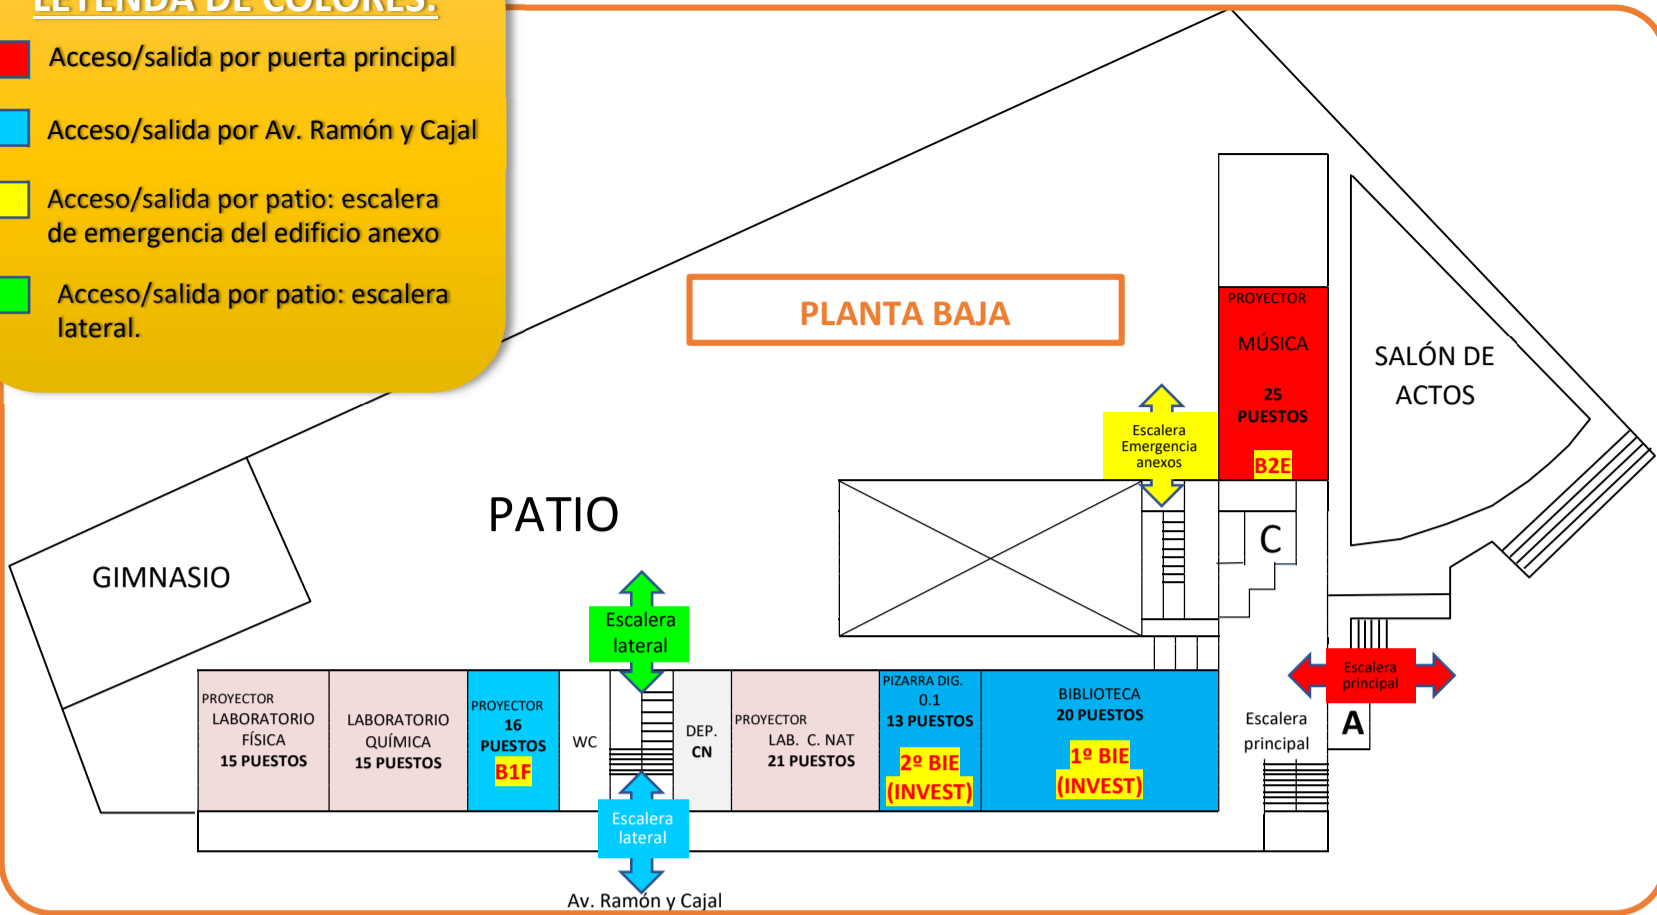 LEYENDA DE COLORES:
Acceso/salida por puerta principal
Acceso/salida por Av. Ramón y Cajal
Acceso/salida por patio: escalera
de emergencia del edificio anexo
Acceso/salida por patio: escalera
lateral.
PLANTA BAJA
PROYECTOR
MÚSICA
25
PUESTOS
B2E
SALÓN DE
ACTOS
Escalera
Emergencia
anexos
PATIO
C
GIMNASIO
Escalera
lateral
Escalera
principal
A
Escalera
principal
PROYECTOR
LABORATORIO
FÍSICA
15 PUESTOS
LABORATORIO
QUÍMICA
15 PUESTOS
PROYECTOR
16
PUESTOS
B1F
WC
DEP.
CN
PROYECTOR
LAB. C. NAT
21 PUESTOS
PIZARRA DIG.
0.1
13 PUESTOS
2º BIE
(INVEST)
BIBLIOTECA
20 PUESTOS
1º BIE
(INVEST)
Escalera
lateral
Av. Ramón y Cajal